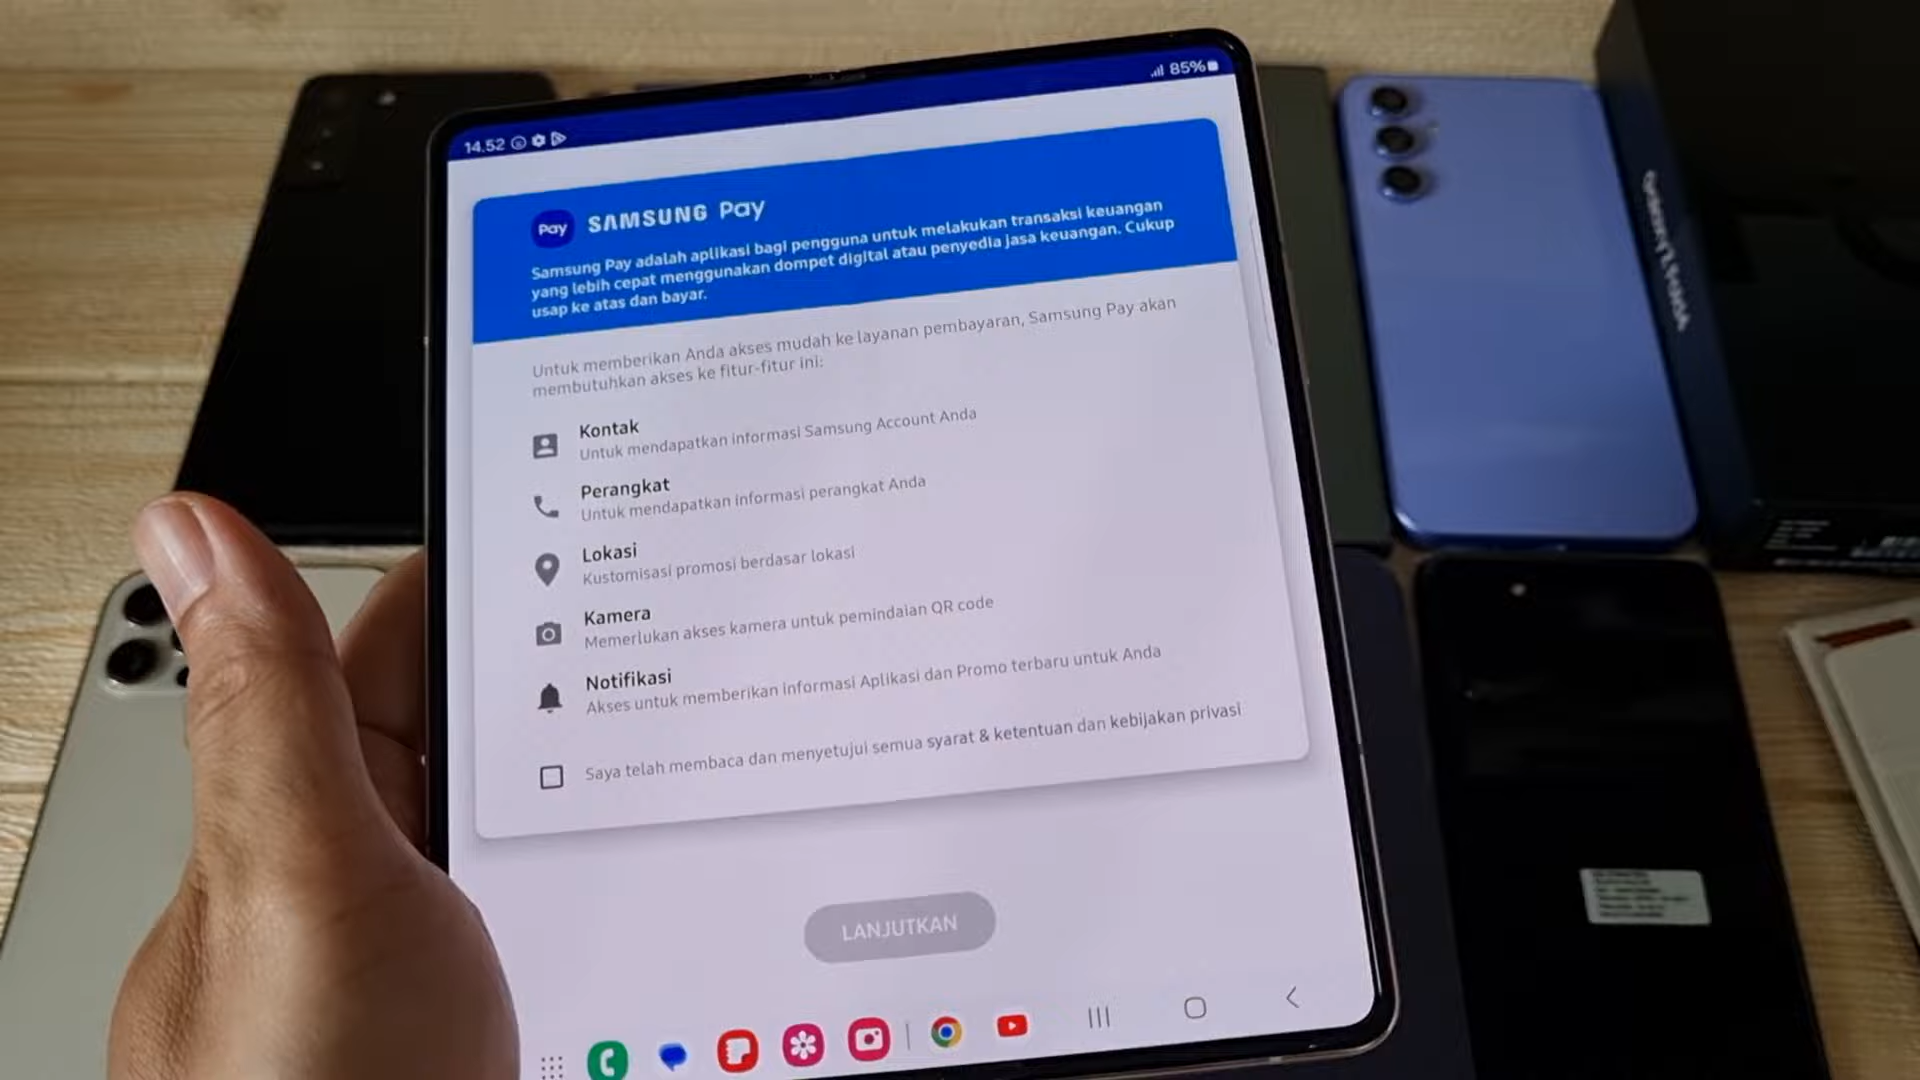 14.52
85%
Pay SAMSUNG Pay
Samsung Pay adalah aplikasi bagi pengguna untuk melakukan transaksi keuangan
yang lebih cepat menggunakan dompet digital atau penyedia jasa keuangan. Cukup
usap ke atas dan bayar.
Untuk memberikan Anda akses mudah ke layanan pembayaran, Samsung Pay akan
membutuhkan akses ke fitur-fitur ini:
Kontak
Untuk mendapatkan informasi Samsung Account Anda
Perangkat
Untuk mendapatkan informasi perangkat Anda
Lokasi
Kustomisasi promosi berdasar lokasi
Kamera
Memerlukan akses kamera untuk pemindaian QR code
Notifikasi
Akses untuk memberikan informasi Aplikasi dan Promo terbaru untuk Anda
Saya telah membaca dan menyetujui semua syarat & ketentuan dan kebijakan privasi
LANJUTKAN